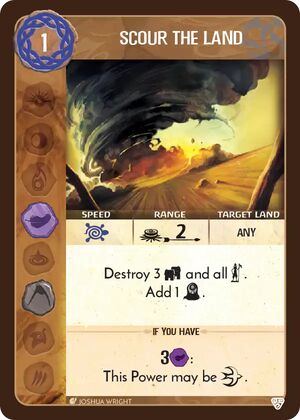 1
SCOUR THE LAND
SPEED
RANGE
TARGET LAND
2
ANY
Destroy 3 and all .
Add 1 .
IF YOU HAVE
3 :
This Power may be .
JOSHUA WRIGHT